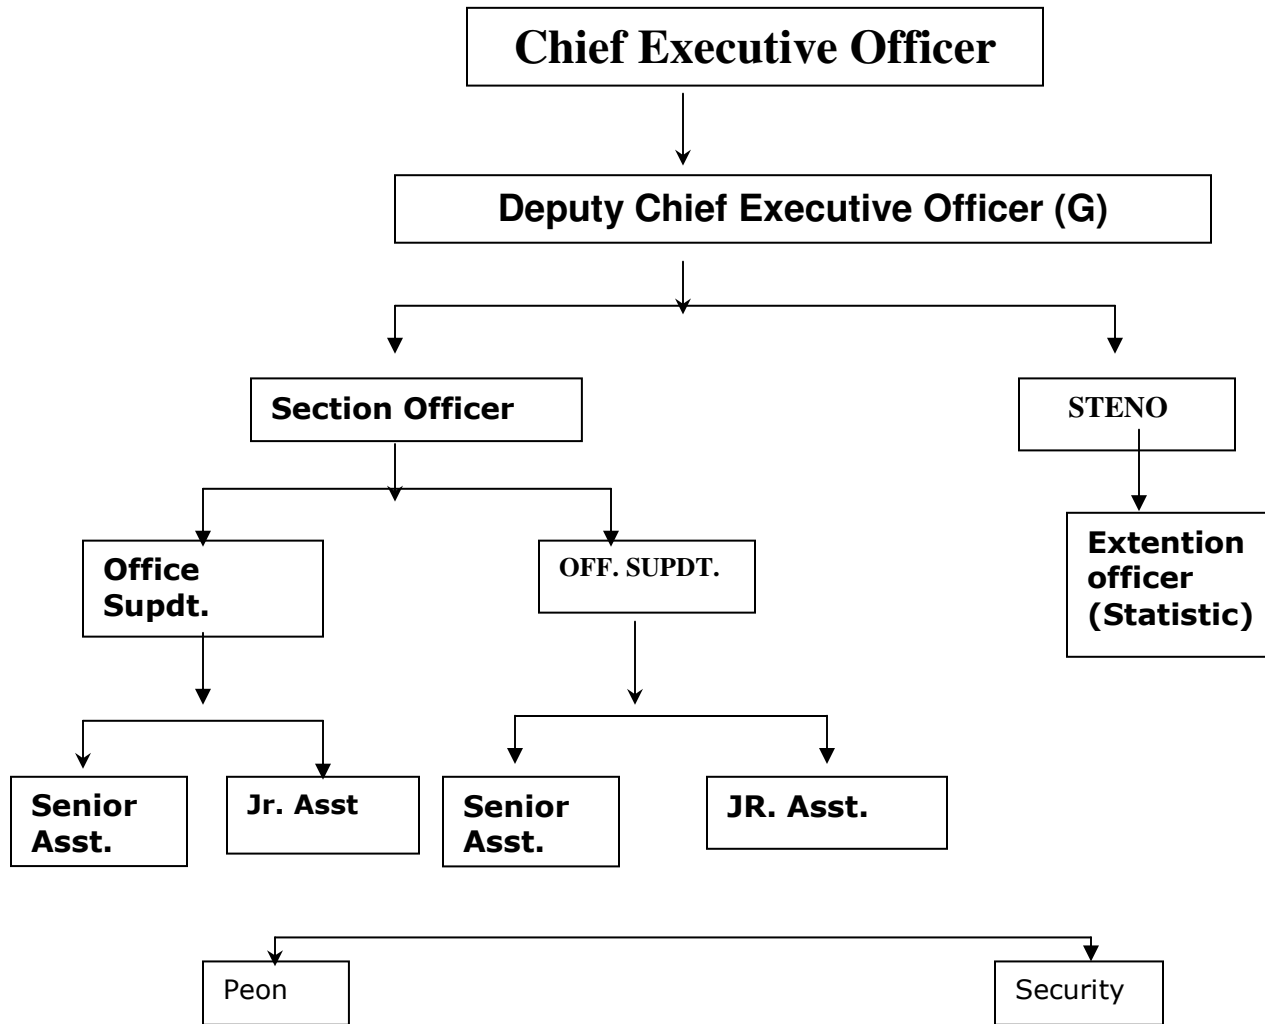 Chief Executive Officer
Deputy Chief Executive Officer (G)
Section Officer
STENO
Office
Supdt.
OFF. SUPDT.
Extention
officer
(Statistic)
Senior
Asst.
Jr. Asst
Senior
Asst.
JR. Asst.
Peon
Security